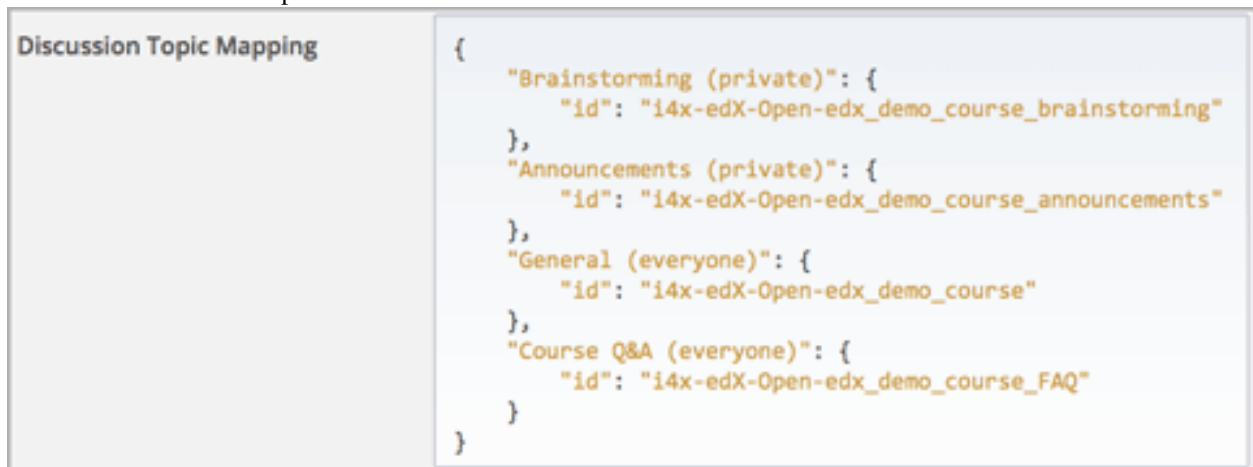 Discussion Topic Mapping
{
"Brainstorming (private)": {
"id": "i4x-edX-Open-edx_demo_course_brainstorming"
},
"Announcements (private)": {
"id": "i4x-edX-Open-edx_demo_course_announcements"
},
"General (everyone)": {
"id": "i4x-edX-Open-edx_demo_course"
},
"Course Q&A (everyone)": {
"id": "i4x-edX-Open-edx_demo_course_FAQ"
}
}